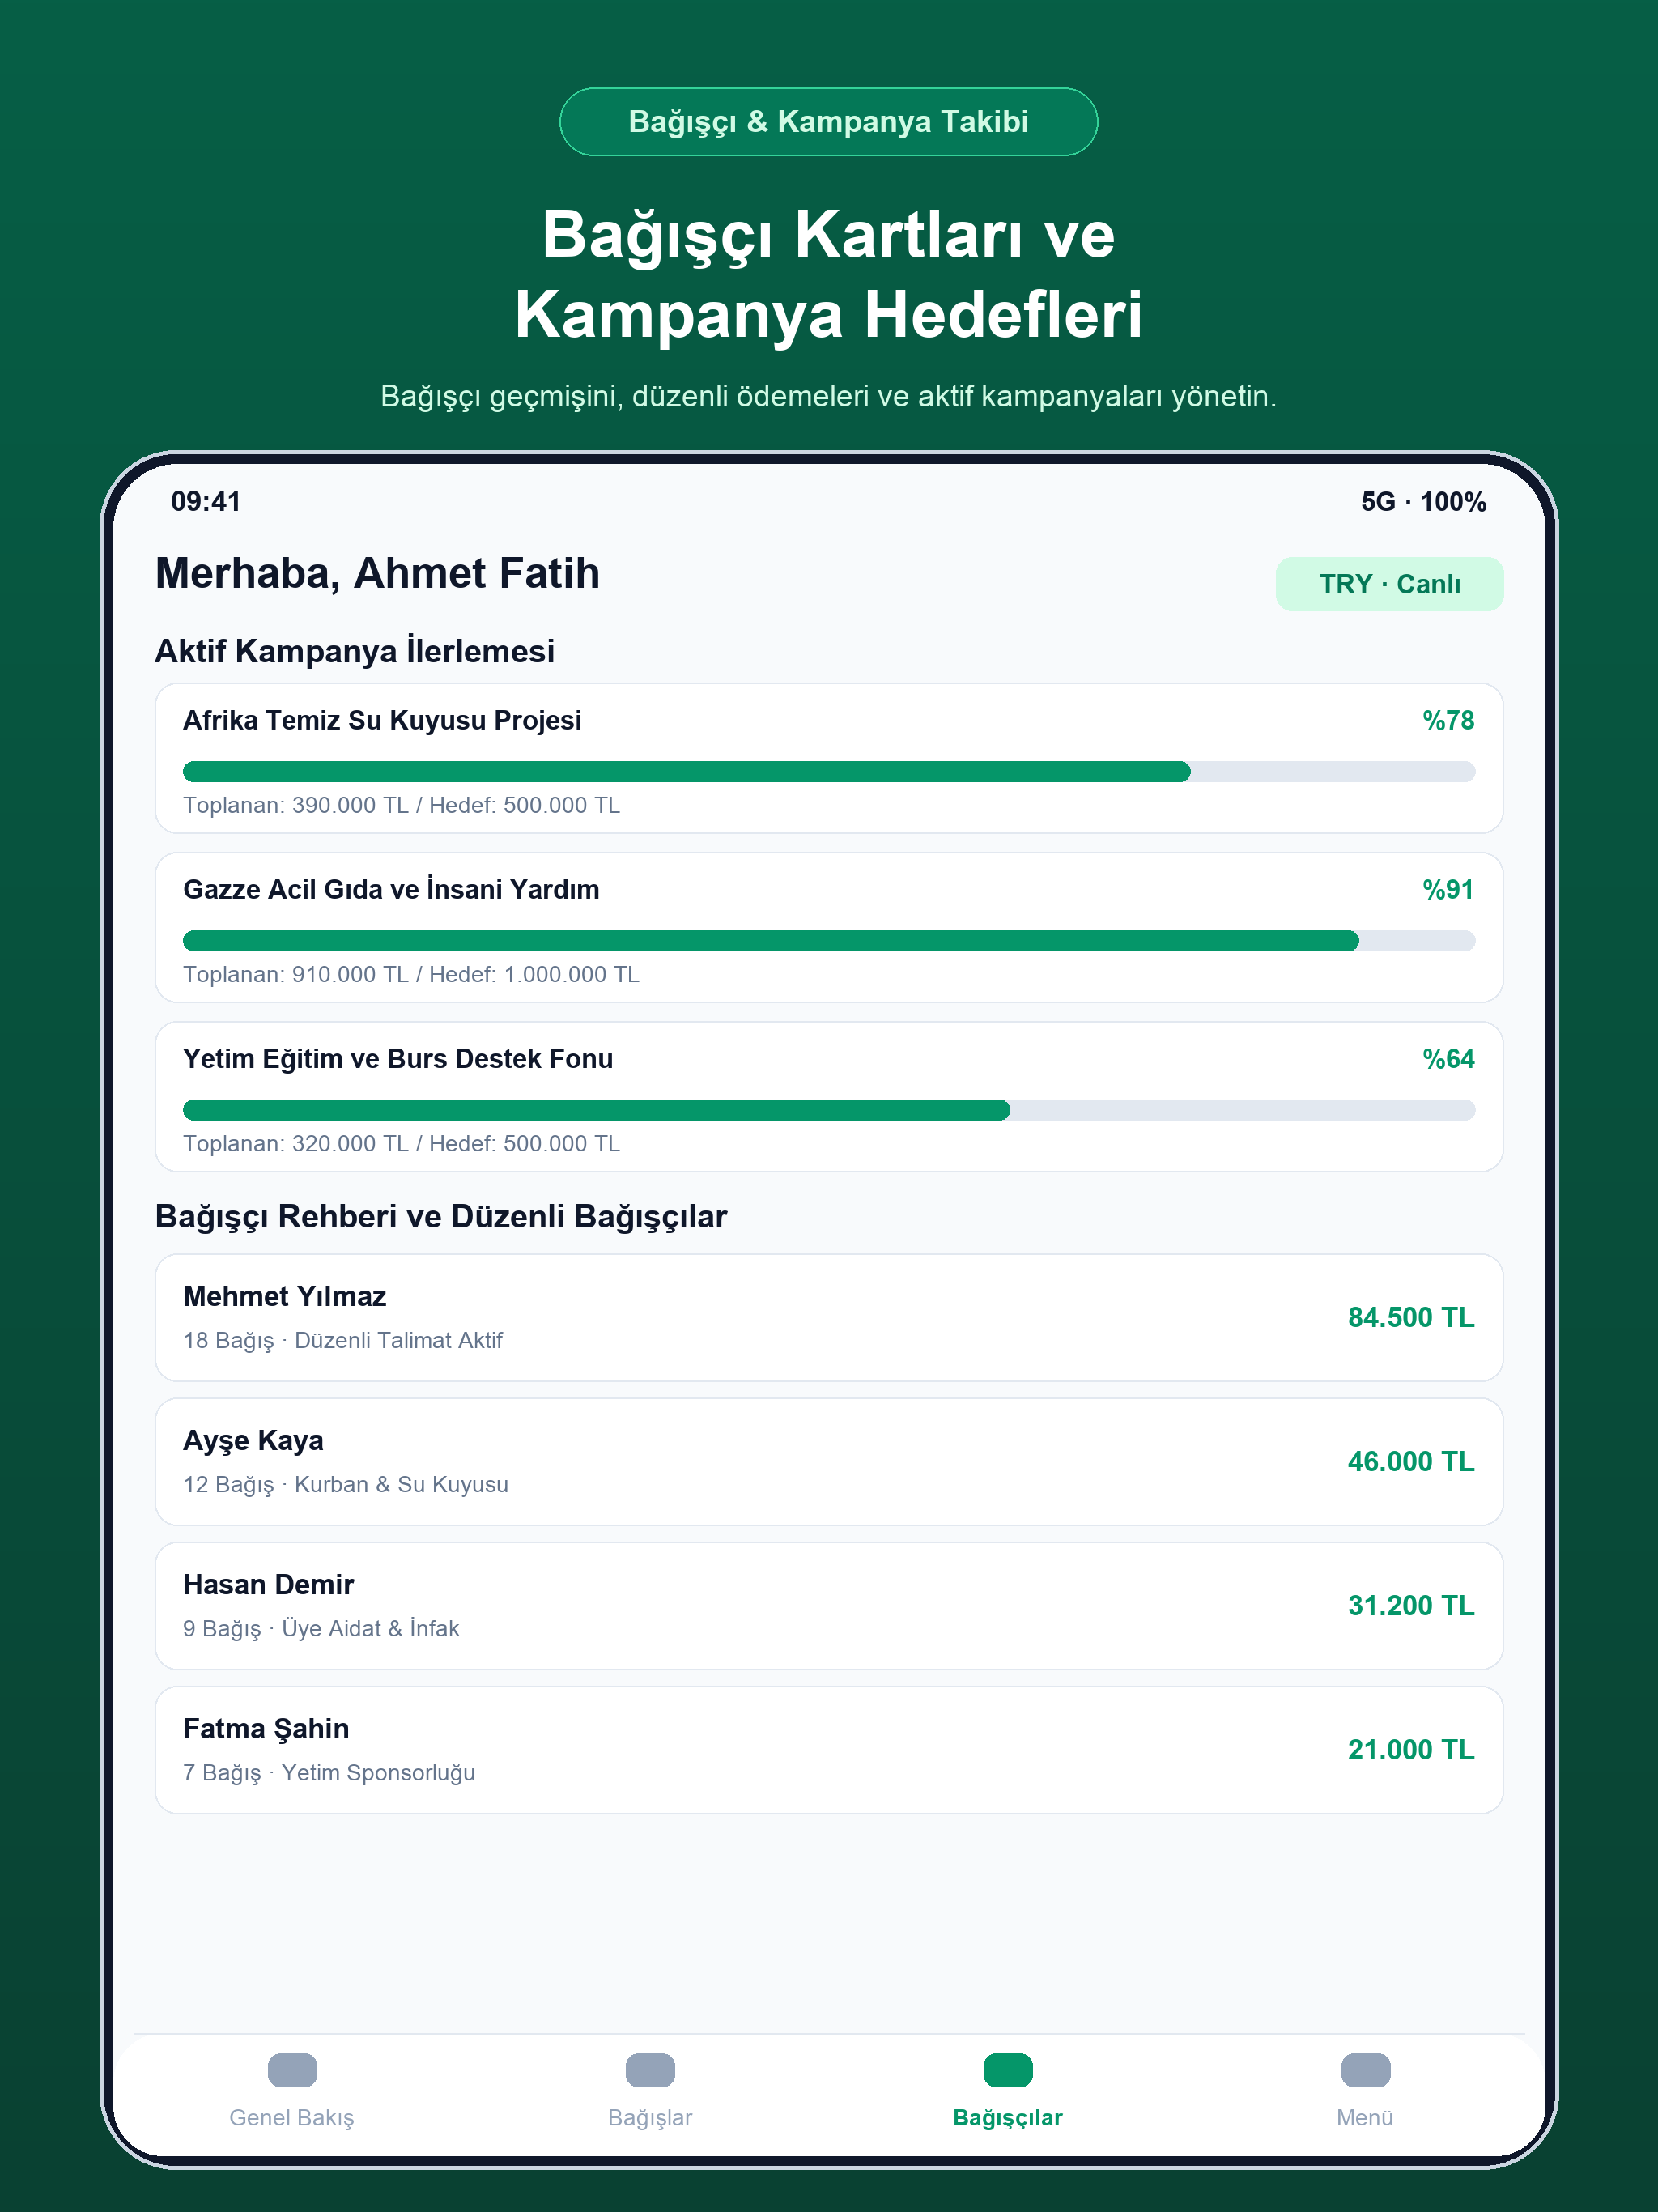 Bağışçı & Kampanya Takibi
Bağışçı Kartları ve
Kampanya Hedefleri
Bağışçı geçmişini, düzenli ödemeleri ve aktif kampanyaları yönetin.
09:41
5G · 100%
Merhaba, Ahmet Fatih
TRY · Canlı
Aktif Kampanya İlerlemesi
Afrika Temiz Su Kuyusu Projesi
%78
Toplanan: 390.000 TL / Hedef: 500.000 TL
Gazze Acil Gıda ve İnsani Yardım
%91
Toplanan: 910.000 TL / Hedef: 1.000.000 TL
Yetim Eğitim ve Burs Destek Fonu
%64
Toplanan: 320.000 TL / Hedef: 500.000 TL
Bağışçı Rehberi ve Düzenli Bağışçılar
Mehmet Yılmaz
18 Bağış · Düzenli Talimat Aktif
84.500 TL
Ayşe Kaya
12 Bağış · Kurban & Su Kuyusu
46.000 TL
Hasan Demir
9 Bağış · Üye Aidat & İnfak
31.200 TL
Fatma Şahin
7 Bağış · Yetim Sponsorluğu
21.000 TL
Genel Bakış
Bağışlar
Bağışçılar
Menü